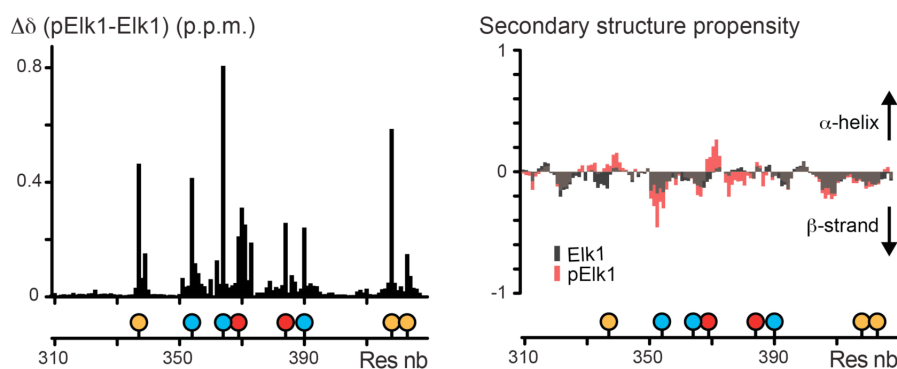 Δδ (pElk1-Elk1) (p.p.m.)
0.8
0.4
0
310
350
390
Res nb
Secondary structure propensity
1
0
-1
α-helix
β-strand
Elk1
pElk1
310
350
390
Res nb